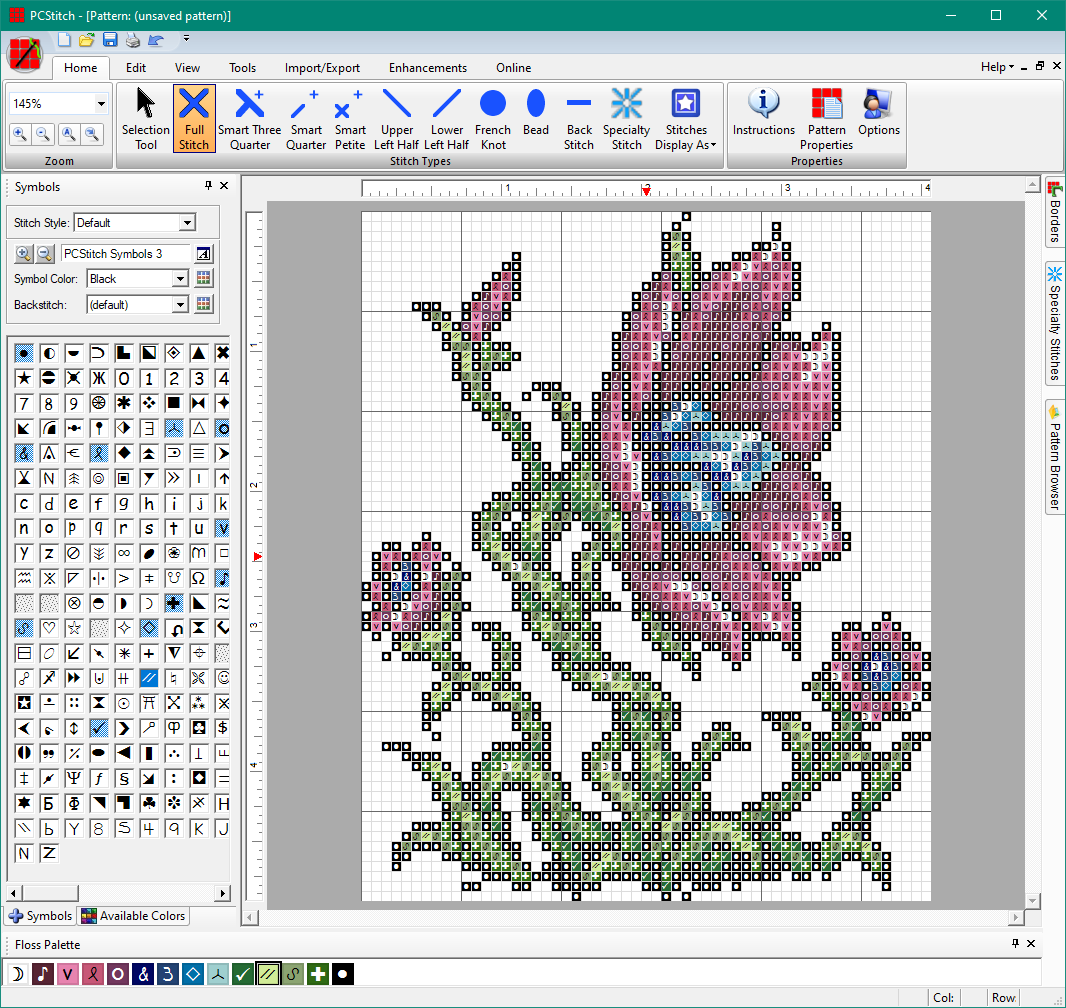 PCStitch - [Pattern: (unsaved pattern)]
Home Edit View Tools Import/Export Enhancements Online Help
145%
Zoom
Selection Tool
Full Stitch
Smart Three Quarter
Smart Quarter
Smart Petite
Upper Left Half
Lower Left Half
French Knot
Bead
Back Stitch
Specialty Stitch
Stitches Display As
Stitch Types
Instructions
Pattern Properties
Options
Properties
Symbols
Stitch Style: Default
PCStitch Symbols 3
Symbol Color: Black
Backstitch: (default)
1 2 3 4
1
2
3
4
Borders
Specialty Stitches
Pattern Browser
0 1 2 3 4
7 8 9
N
c d e f g h i j k
n o p q r s t u v
y z
Symbols Available Colors
Floss Palette
Col: Row: